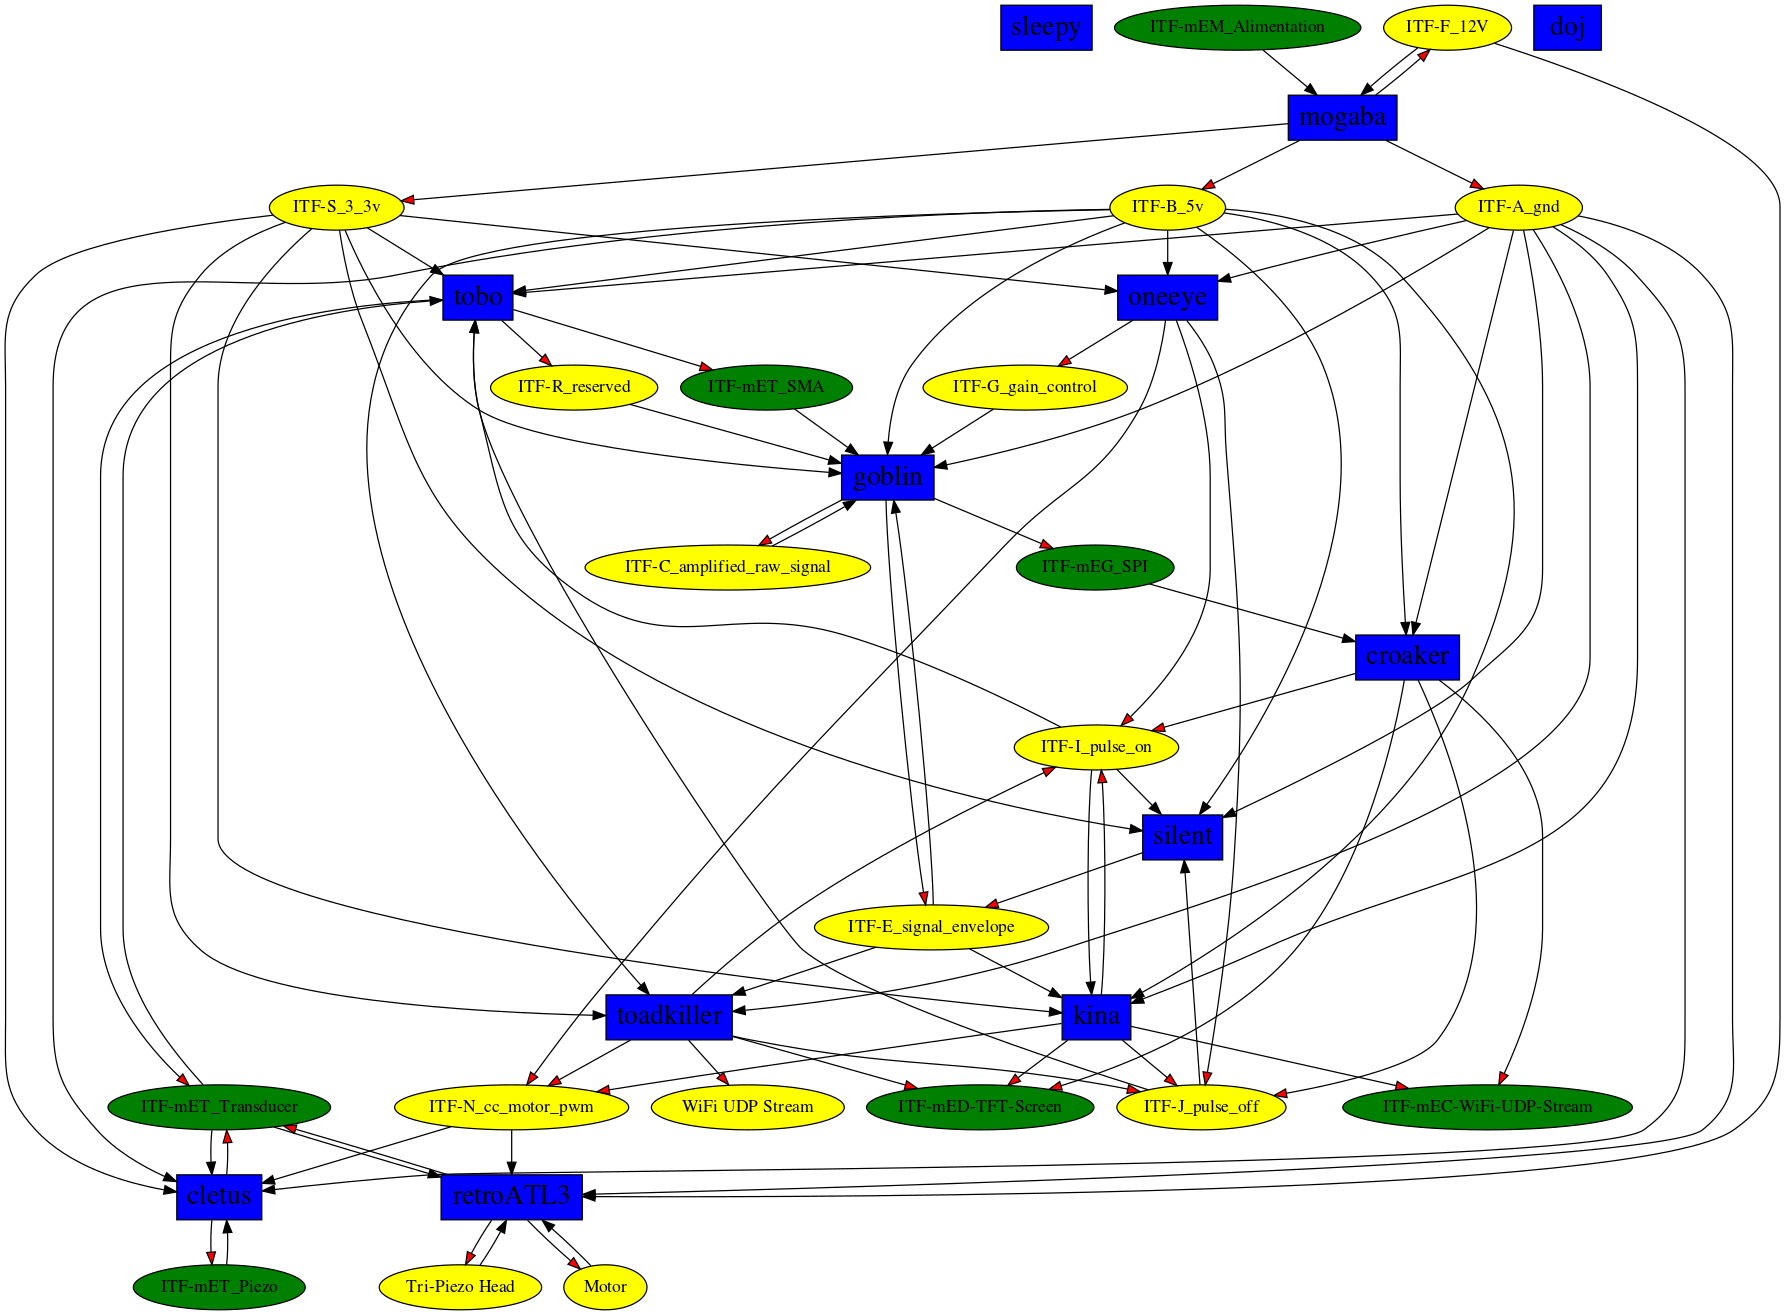 sleepy
ITF-mEM_Alimentation
ITF-F_12V
doj
mogaba
ITF-S_3_3v
ITF-B_5v
ITF-A_gnd
tobo
oneeye
ITF-R_reserved
ITF-mET_SMA
ITF-G_gain_control
goblin
ITF-C_amplified_raw_signal
ITF-mEG_SPI
croaker
ITF-I_pulse_on
silent
ITF-E_signal_envelope
toadkiller
kina
ITF-mET_Transducer
ITF-N_cc_motor_pwm
WiFi UDP Stream
ITF-mED-TFT-Screen
ITF-J_pulse_off
ITF-mEC-WiFi-UDP-Stream
cletus
retroATL3
ITF-mET_Piezo
Tri-Piezo Head
Motor